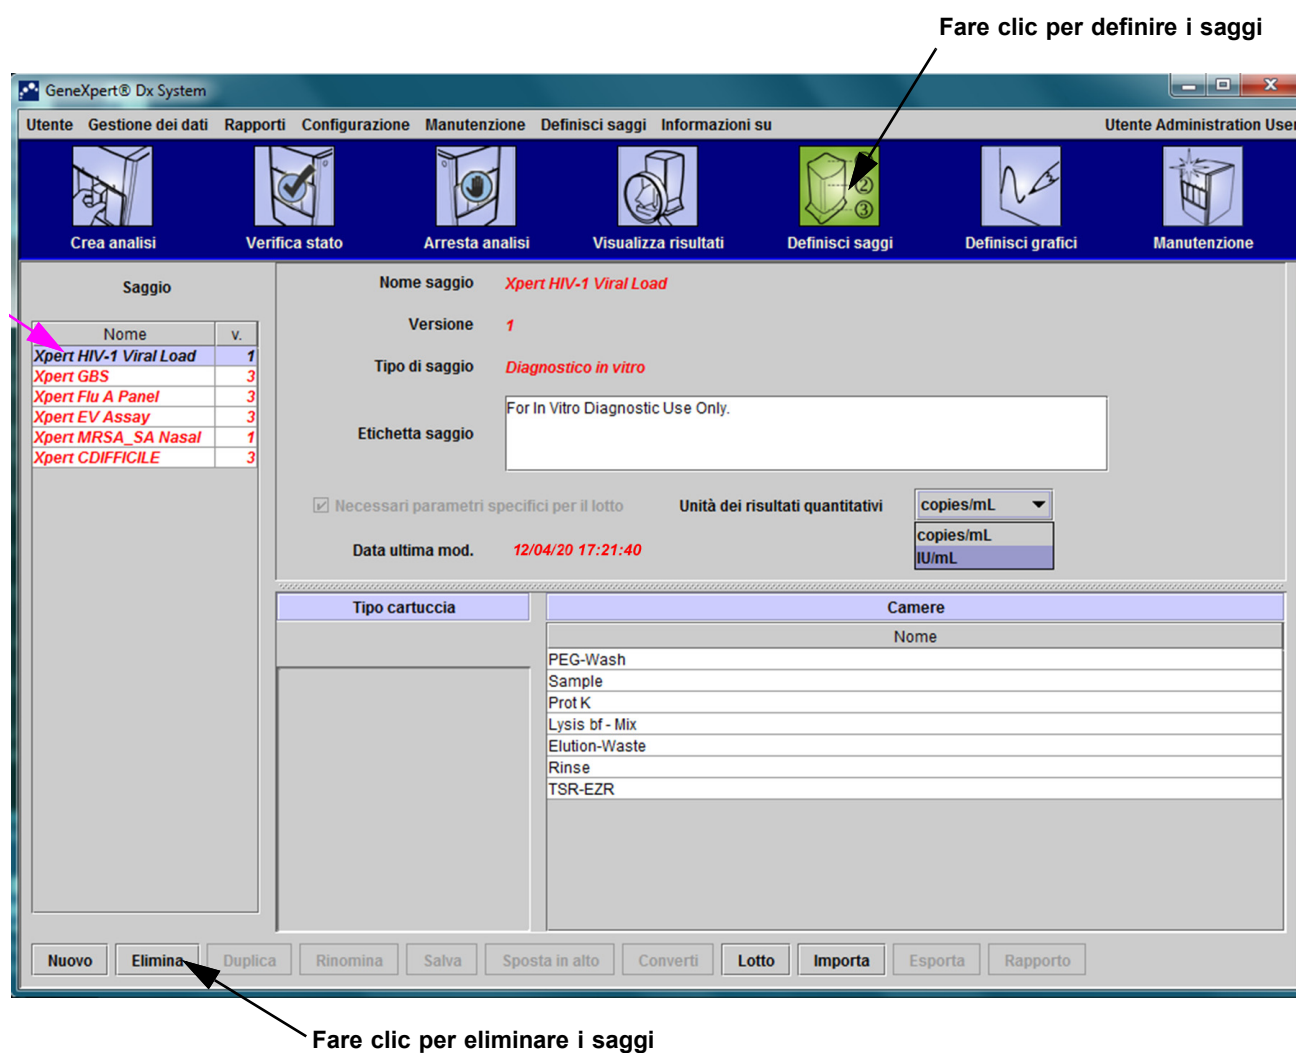 Fare clic per definire i saggi
GeneXpert® Dx System
Utente Gestione dei dati Rapporti Configurazione Manutenzione Definisci saggi Informazioni su Utente Administration User
② 
③
Crea analisi Verifica stato Arresta analisi Visualizza risultati Definisci saggi Definisci grafici Manutenzione
Saggio
Nome v.
Xpert HIV-1 Viral Load 1
Xpert GBS 3
Xpert Flu A Panel 3
Xpert EV Assay 3
Xpert MRSA_SA Nasal 1
Xpert CDIFFICILE 3
Nome saggio Xpert HIV-1 Viral Load
Versione 1
Tipo di saggio Diagnostico in vitro
Etichetta saggio For In Vitro Diagnostic Use Only.
Necessari parametri specifici per il lotto Unità dei risultati quantitativi copies/mL
copies/mL
IU/mL
Data ultima mod. 12/04/20 17:21:40
Tipo cartuccia Camere
Nome
PEG-Wash
Sample
Prot K
Lysis bf - Mix
Elution-Waste
Rinse
TSR-EZR
Nuovo Elimina Duplica Rinomina Salva Sposta in alto Converti Lotto Importa Esporta Rapporto
Fare clic per eliminare i saggi